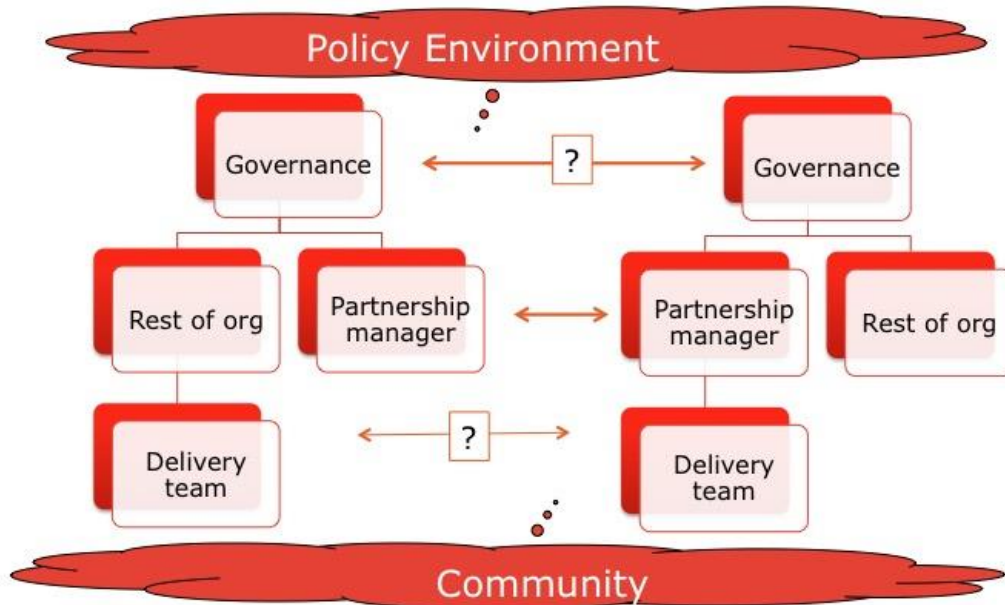 Policy Environment
Governance
?
Governance
Rest of org
Partnership
manager
Partnership
manager
Rest of org
Delivery
team
?
Delivery
team
Community